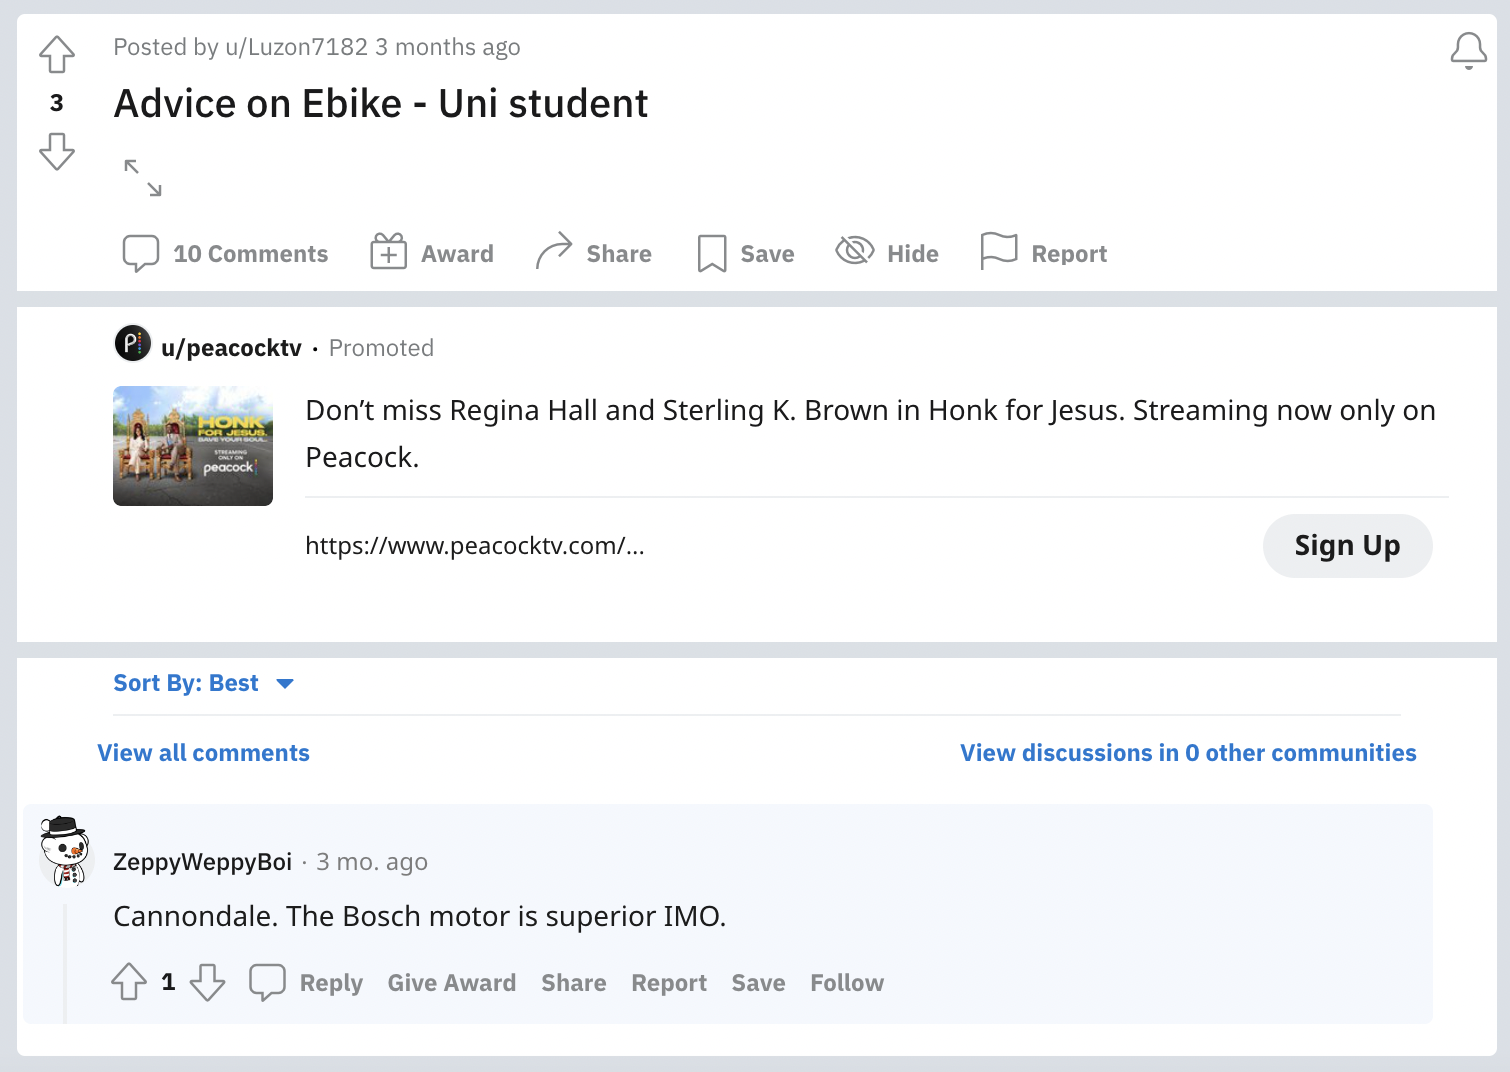 Posted by u/Luzon7182 3 months ago
3
Advice on Ebike - Uni student
10 Comments Award Share Save Hide Report
u/peacocktv · Promoted
HONK
FOR JESUS.
SAVE YOUR SOUL.
STREAMING
ONLY ON
peacock
Don’t miss Regina Hall and Sterling K. Brown in Honk for Jesus. Streaming now only on
Peacock.
https://www.peacocktv.com/...
Sign Up
Sort By: Best
View all comments
View discussions in 0 other communities
ZeppyWeppyBoi · 3 mo. ago
Cannondale. The Bosch motor is superior IMO.
1 Reply Give Award Share Report Save Follow